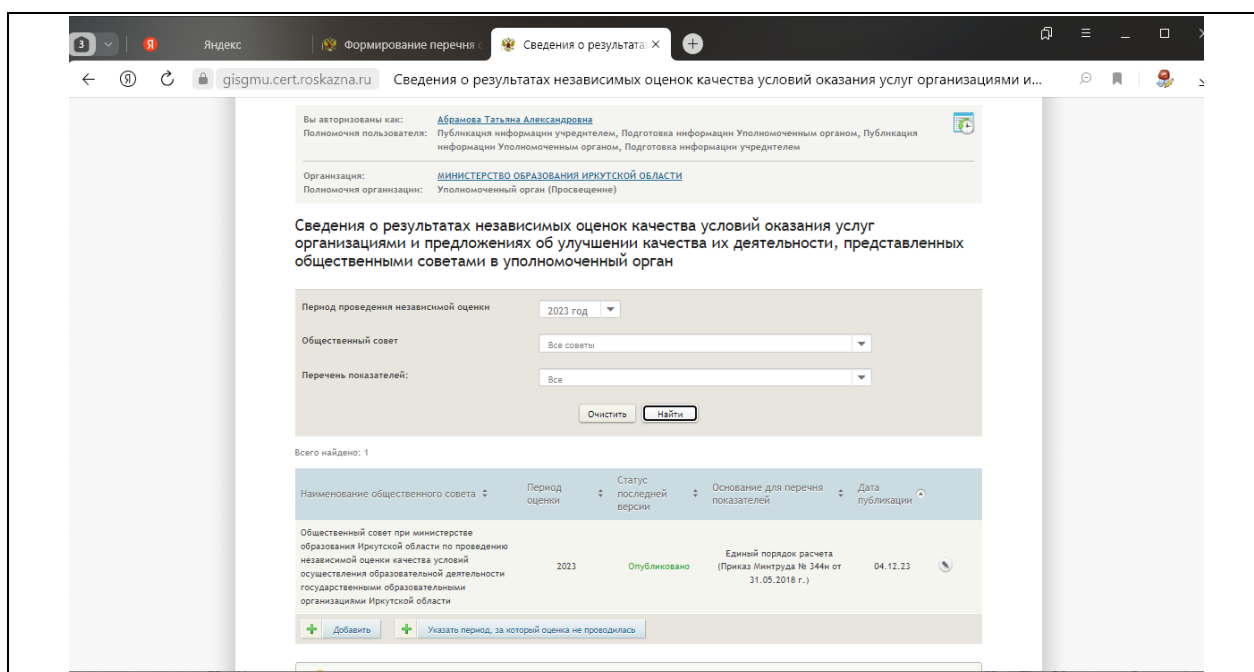 3
Я
Яндекс
Формирование перечня с
Сведения о результата
gisgmu.cert.roskazna.ru Сведения о результатах независимых оценок качества условий оказания услуг организациями и...
Вы авторизованы как: Абрамова Татьяна Александровна
Полномочия пользователя: Публикация информации учредителем, Подготовка информации Уполномоченным органом, Публикация
информации Уполномоченным органом, Подготовка информации учредителем
Организация: МИНИСТЕРСТВО ОБРАЗОВАНИЯ ИРКУТСКОЙ ОБЛАСТИ
Полномочия организации: Уполномоченный орган (Просвещение)
Сведения о результатах независимых оценок качества условий оказания услуг
организациями и предложениях об улучшении качества их деятельности, представленных
общественными советами в уполномоченный орган
Период проведения независимой оценки 2023 год
Общественный совет Все советы
Перечень показателей: Все
Очистить Найти
Всего найдено: 1
Наименование общественного совета
Период
оценки
Статус
последней
версии
Основание для перечня
показателей
Дата
публикации
Общественный совет при министерстве
образования Иркутской области по проведению
независимой оценки качества условий
осуществления образовательной деятельности
государственными образовательными
организациями Иркутской области
2023
Опубликовано
Единый порядок расчета
(Приказ Минтруда № 344н от
31.05.2018 г.)
04.12.23
Добавить Указать период, за который оценка не проводилась